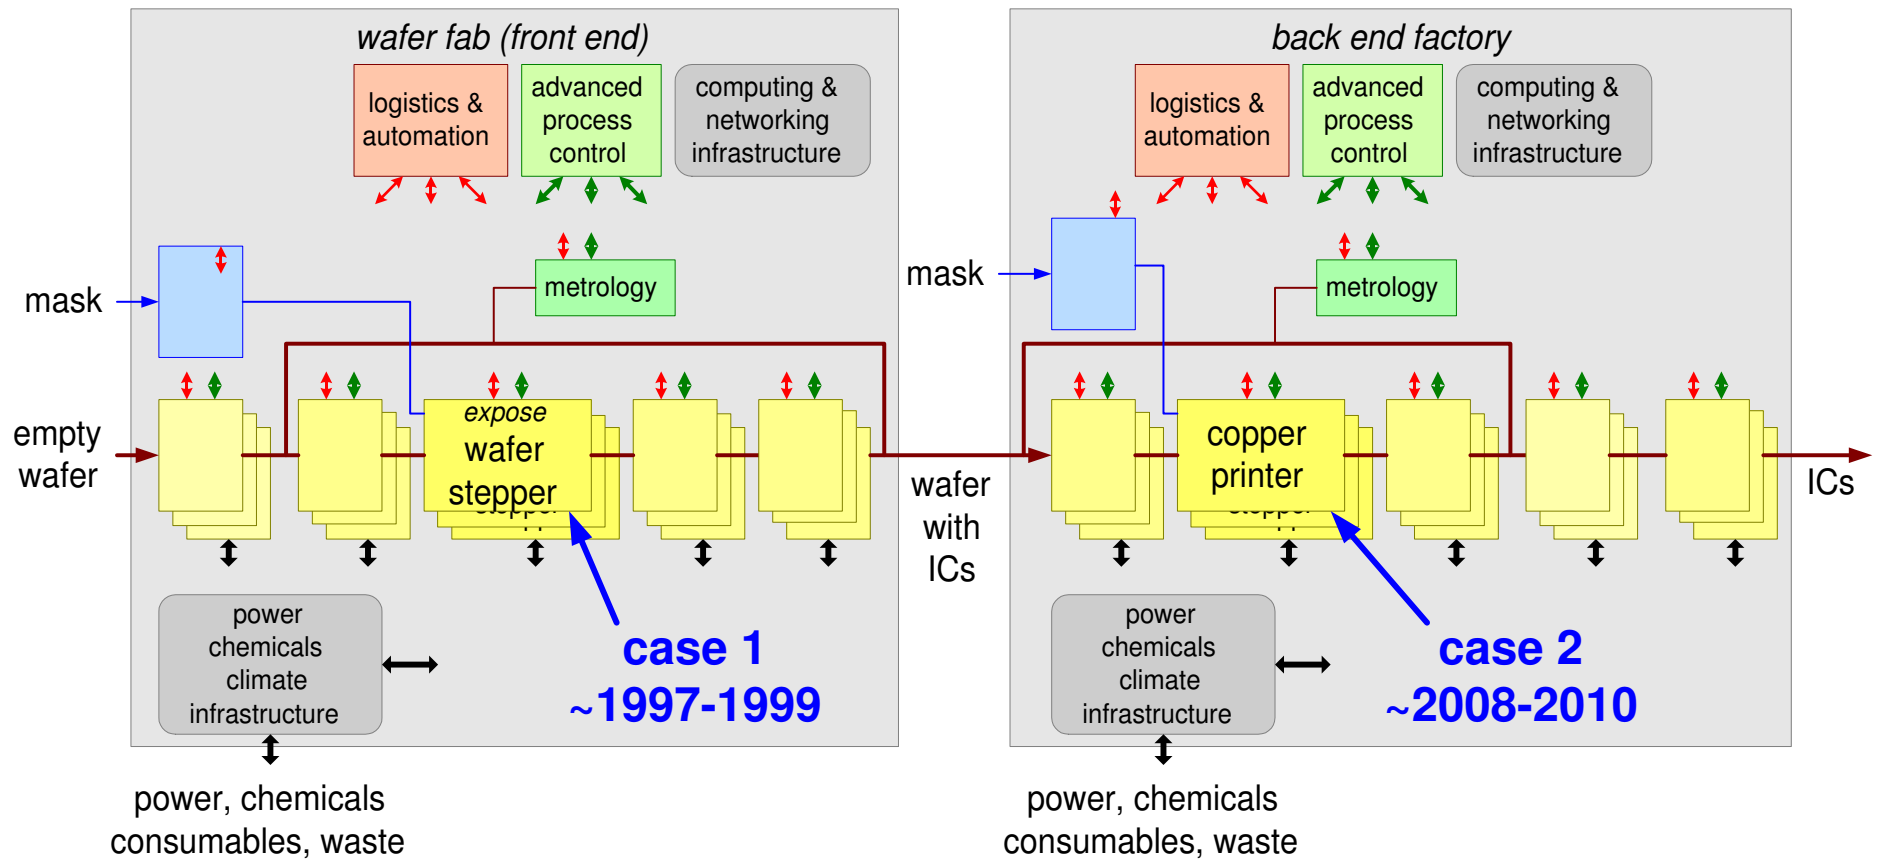 wafer fab (front end)
logistics &
automation
advanced
process
control
computing &
networking
infrastructure
mask
metrology
empty
wafer
expose
wafer
stepper
stepper
power
chemicals
climate
infrastructure
case 1
~1997-1999
power, chemicals
consumables, waste
wafer
with
ICs
back end factory
logistics &
automation
advanced
process
control
computing &
networking
infrastructure
mask
metrology
copper
printer
stepper
ICs
power
chemicals
climate
infrastructure
case 2
~2008-2010
power, chemicals
consumables, waste